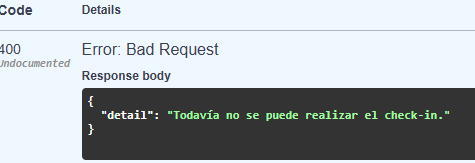 Code Details
400 Error: Bad Request
Undocumented
Response body
{
"detail": "Todavía no se puede realizar el check-in."
}